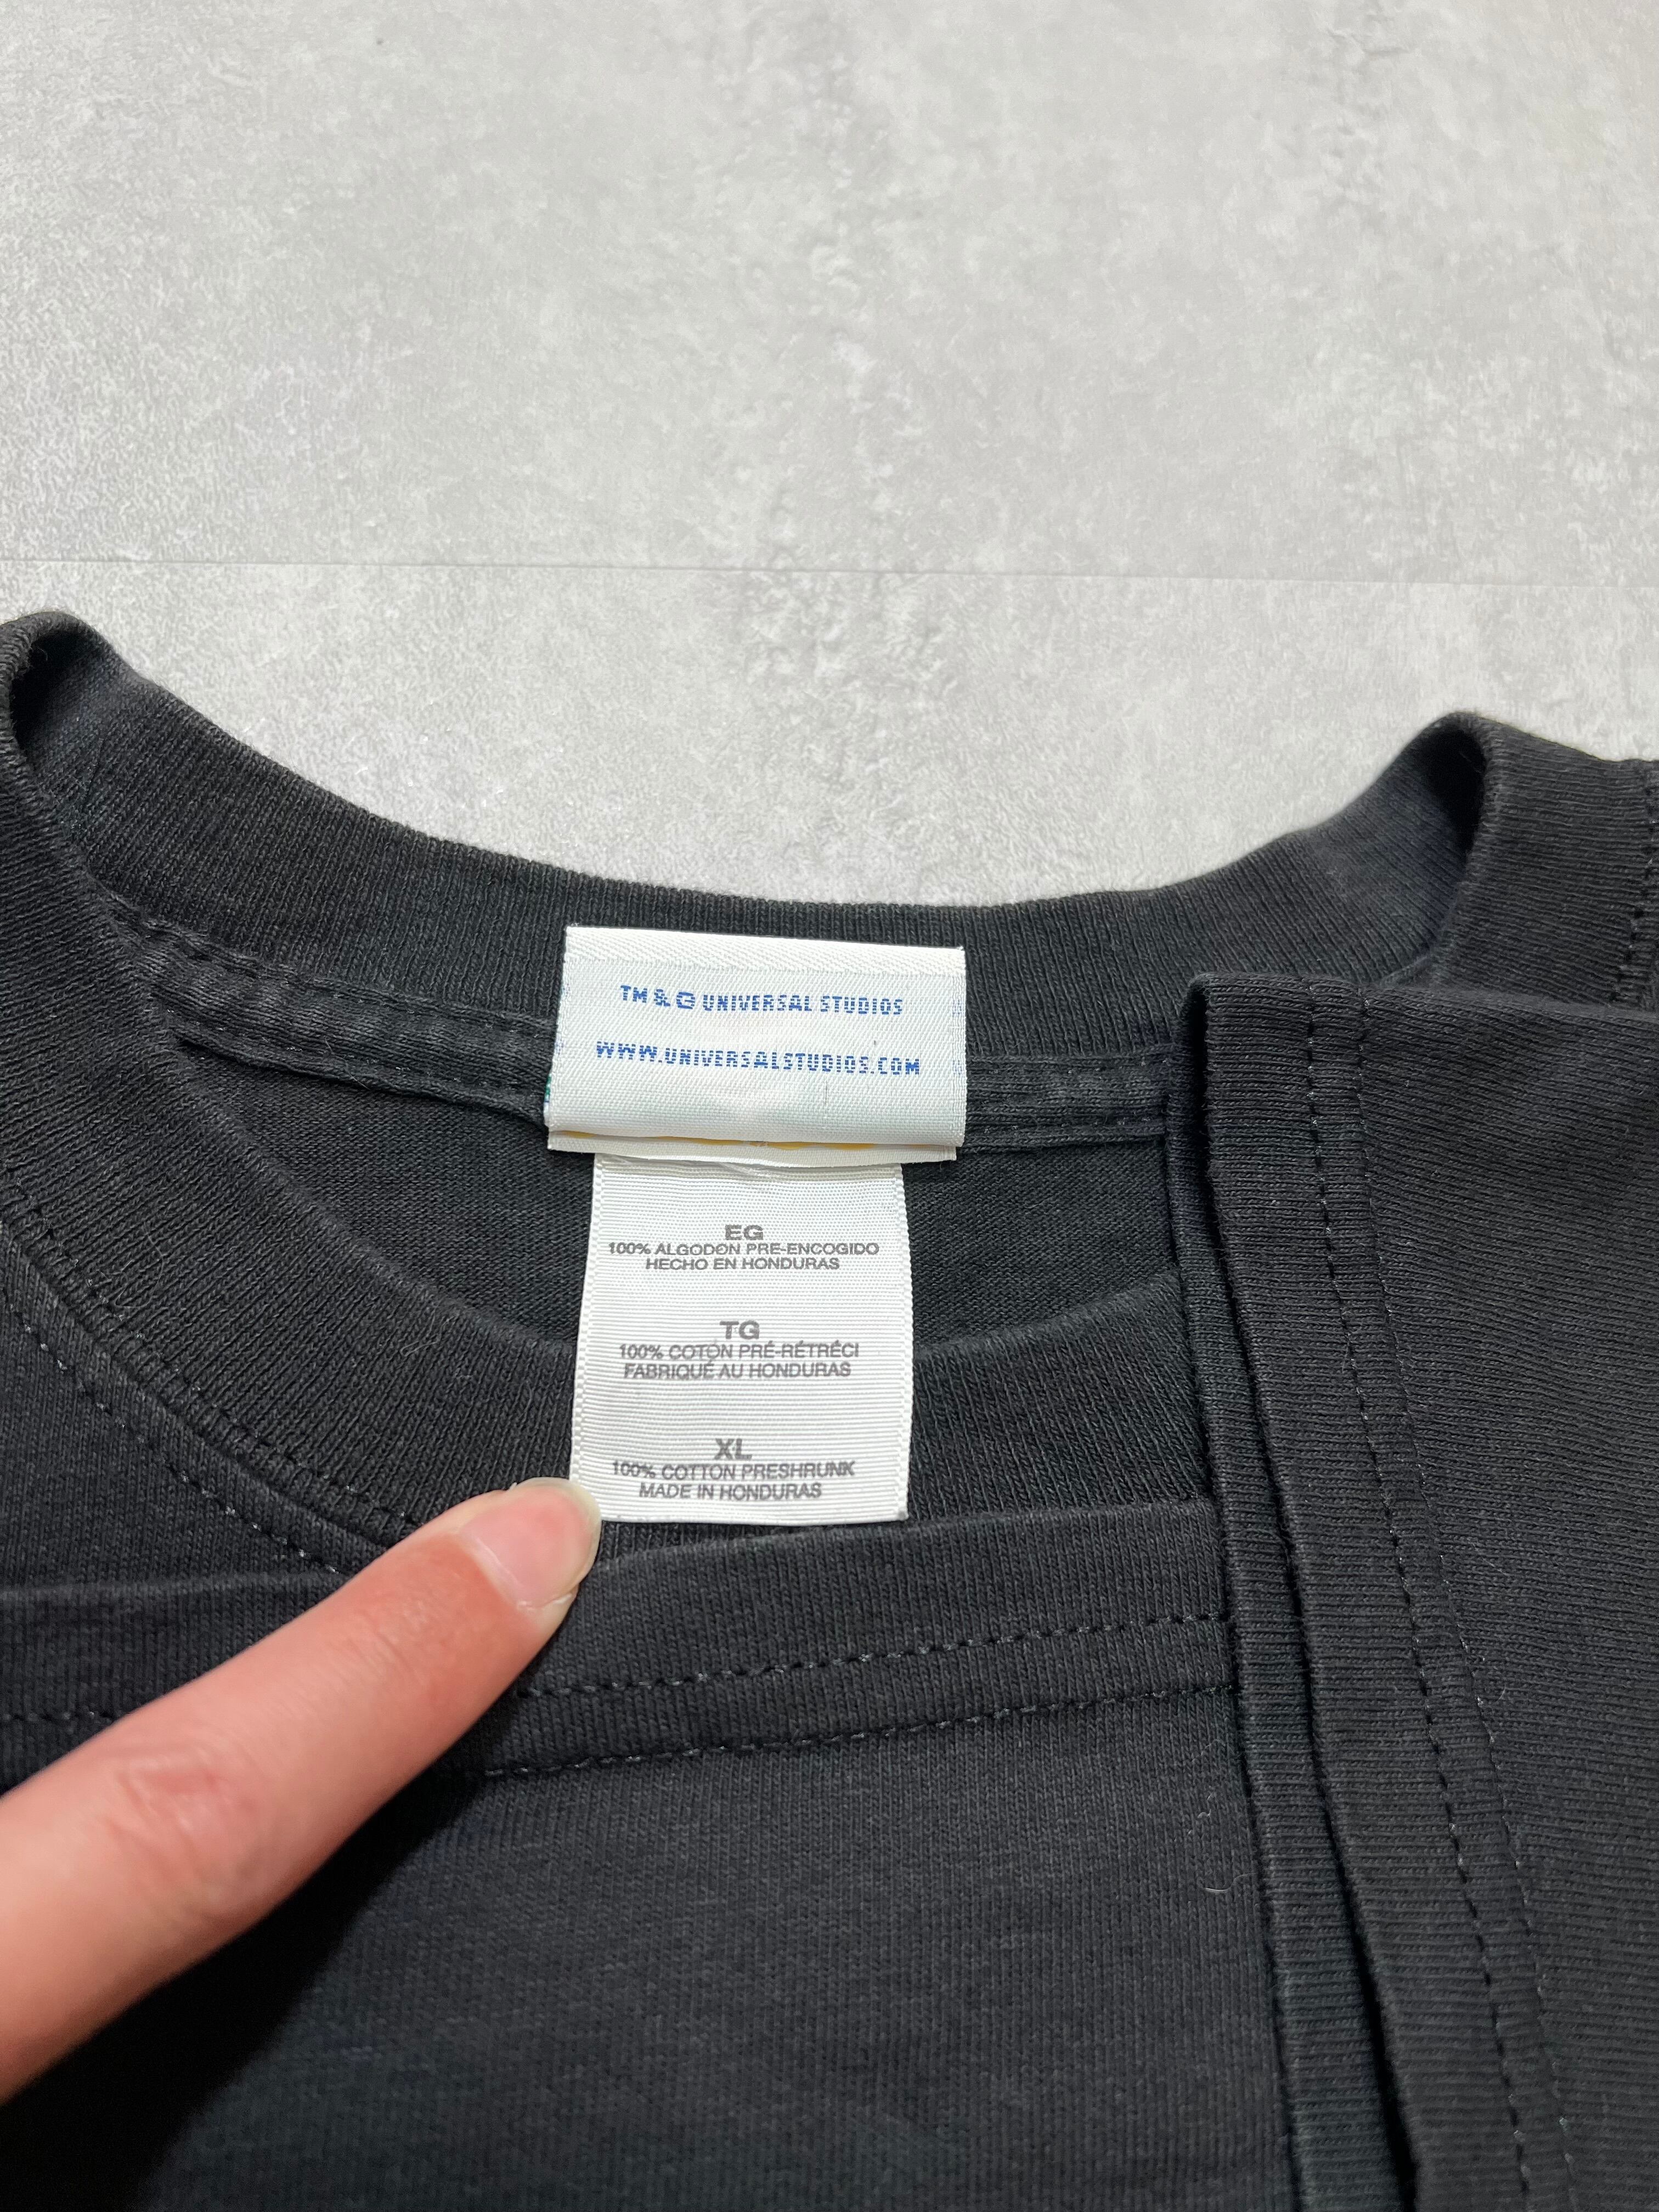 TM & © UNIVERSAL STUDIOS
WWW.UNIVERSALSTUDIOS.COM
EG
100% ALGODON PRE-ENCOGIDO
HECHO EN HONDURAS
TG
100% COTON PRÉ-RÉTRÉCI
FABRIQUÉ AU HONDURAS
XL
100% COTTON PRESHRUNK
MADE IN HONDURAS